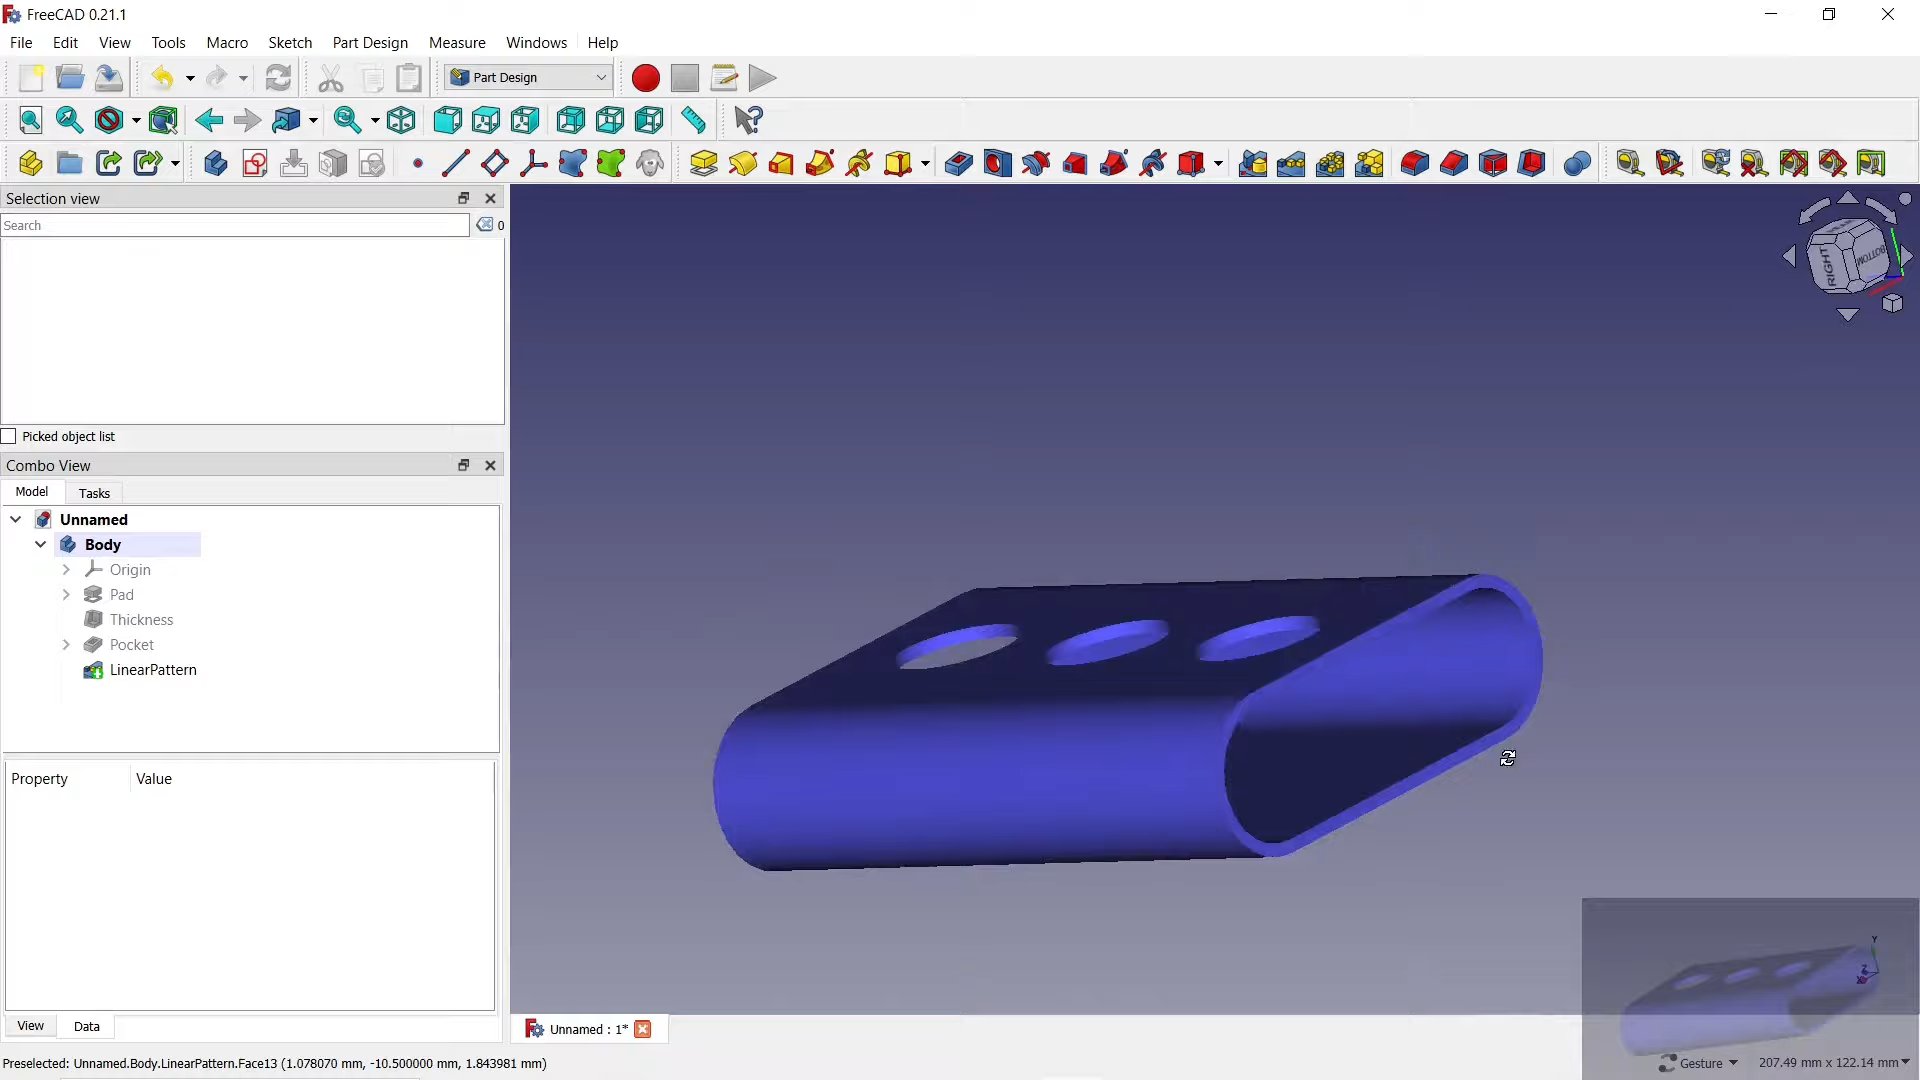 FreeCAD 0.21.1
File Edit View Tools Macro Sketch Part Design Measure Windows Help
Part Design
Selection view
Search
0
Picked object list
Combo View
Model Tasks
Unnamed
Body
Origin
Pad
Thickness
Pocket
LinearPattern
Property Value
View Data
RIGHT
BOTTOM
Unnamed : 1*
Y
Z
X
Preselected: Unnamed.Body.LinearPattern.Face13 (1.078070 mm, -10.500000 mm, 1.843981 mm)
Gesture 207.49 mm x 122.14 mm